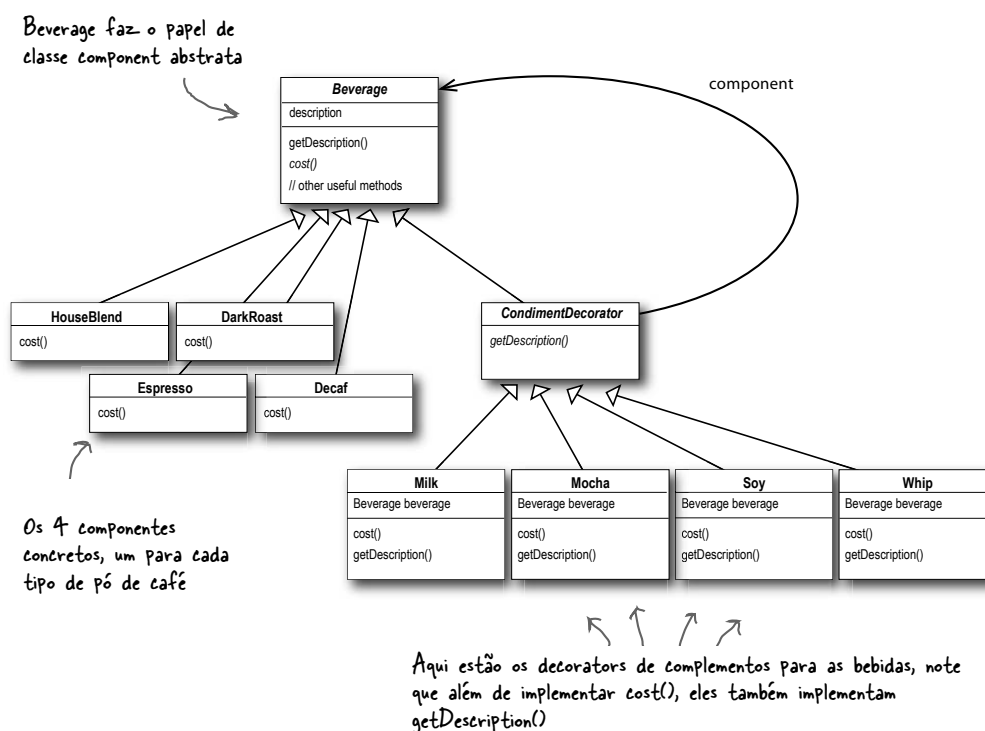 Beverage faz o papel de
classe component abstrata
Beverage
component
description
getDescription()
cost()
// other useful methods
HouseBlend
cost()
DarkRoast
cost()
CondimentDecorator
getDescription()
Espresso
cost()
Decaf
cost()
Os 4 componentes
concretos, um para cada
tipo de pó de café
Milk
Beverage beverage
cost()
getDescription()
Mocha
Beverage beverage
cost()
getDescription()
Soy
Beverage beverage
cost()
getDescription()
Whip
Beverage beverage
cost()
getDescription()
Aqui estão os decorators de complementos para as bebidas, note
que além de implementar cost(), eles também implementam
getDescription()